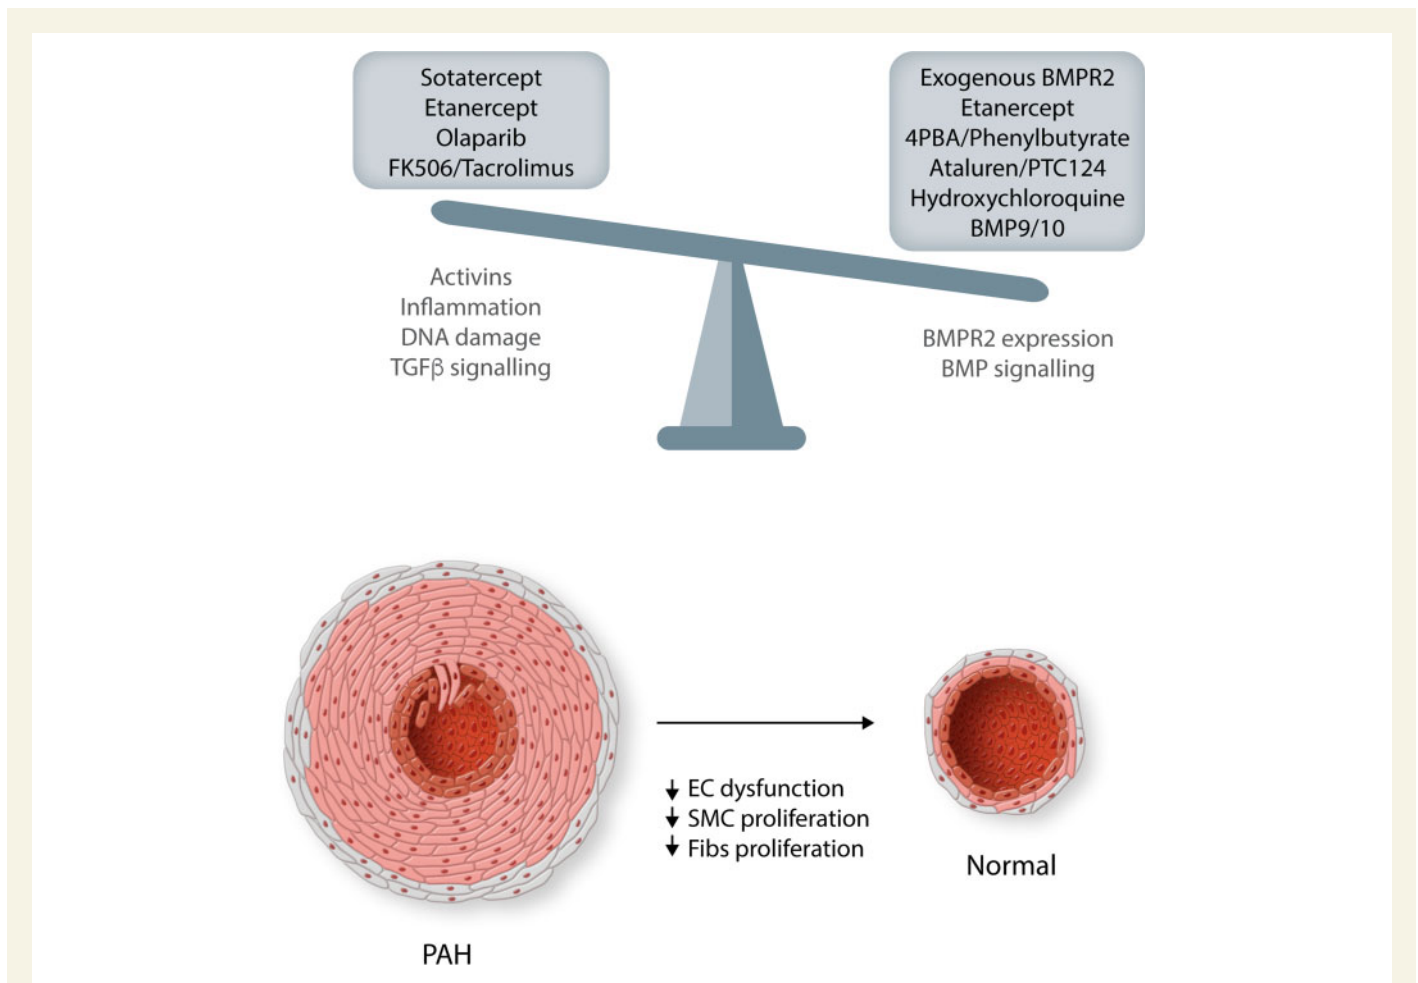 Sotatercept
Etanercept
Olaparib
FK506/Tacrolimus
Exogenous BMPR2
Etanercept
4PBA/Phenylbutyrate
Ataluren/PTC124
Hydroxychloroquine
BMP9/10
Activins
Inflammation
DNA damage
TGFβ signalling
BMPR2 expression
BMP signalling
↓ EC dysfunction
↓ SMC proliferation
↓ Fibs proliferation
Normal
PAH